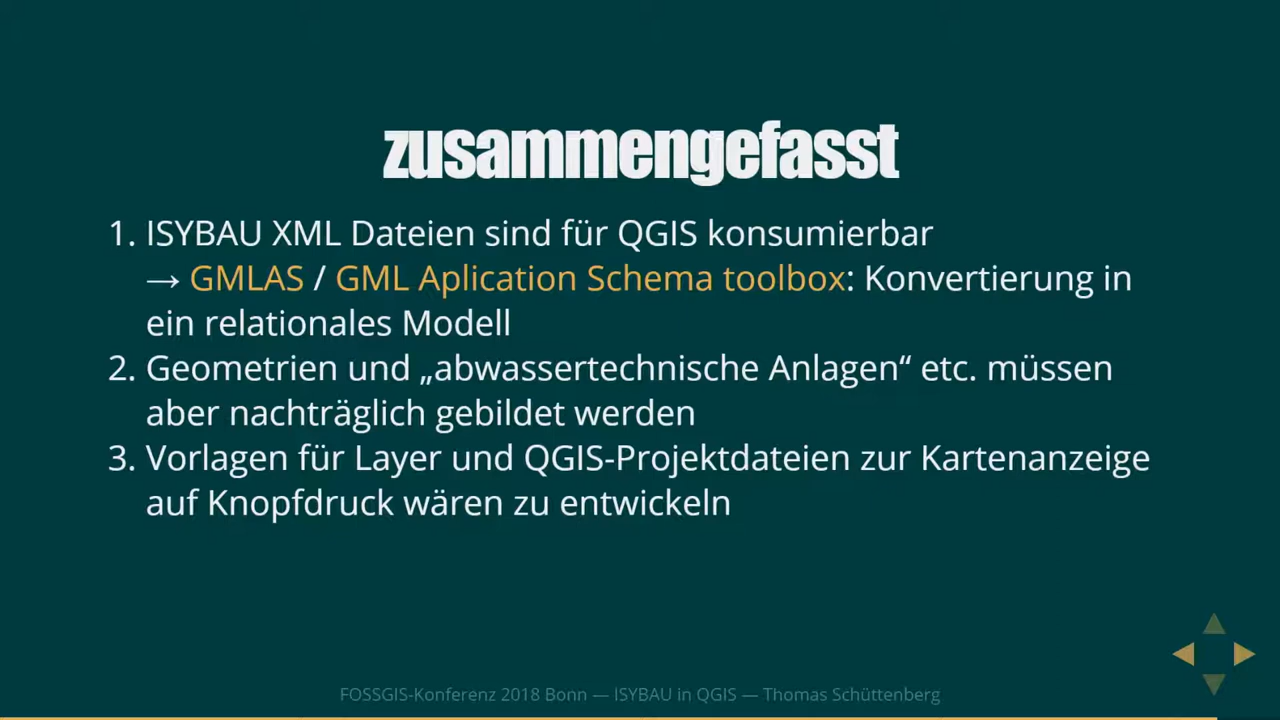 zusammengefasst
1. ISYBAU XML Dateien sind für QGIS konsumierbar
→ GMLAS / GML Aplication Schema toolbox: Konvertierung in
ein relationales Modell
2. Geometrien und „abwassertechnische Anlagen“ etc. müssen
aber nachträglich gebildet werden
3. Vorlagen für Layer und QGIS-Projektdateien zur Kartenanzeige
auf Knopfdruck wären zu entwickeln
FOSSGIS-Konferenz 2018 Bonn — ISYBAU in QGIS — Thomas Schüttenberg